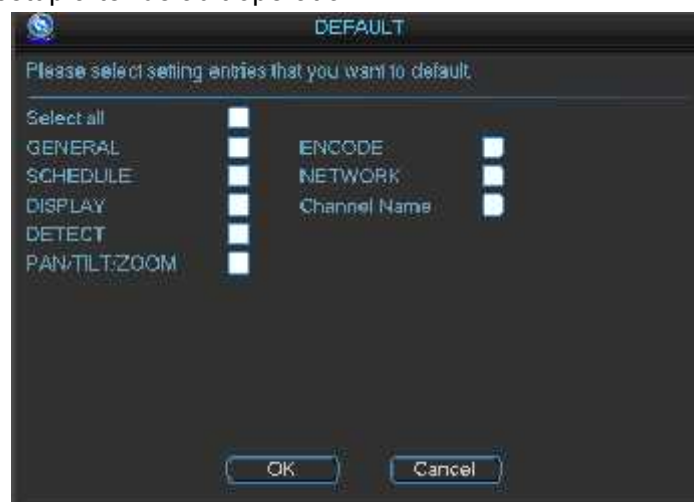 DEFAULT
Please select setting entries that you want to default.
Select all
GENERAL ENCODE
SCHEDULE NETWORK
DISPLAY Channel Name
DETECT
PAN/TILT/ZOOM
OK Cancel